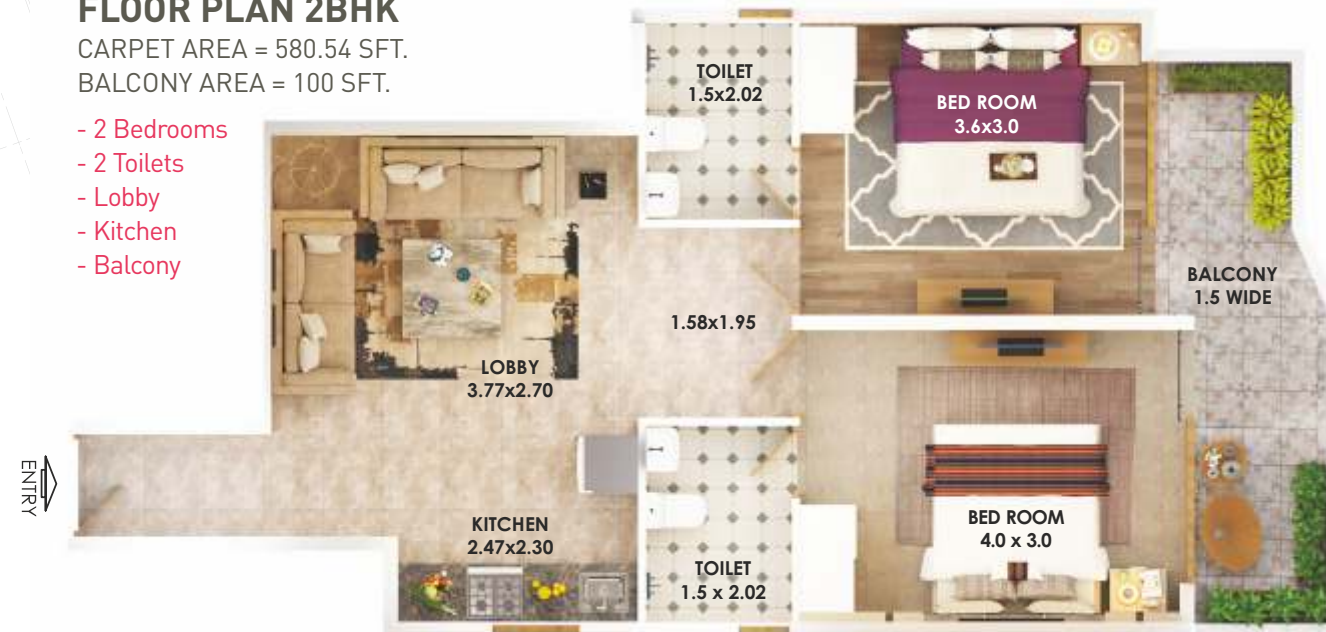 FLOOR PLAN 2BHK
CARPET AREA = 580.54 SFT.
BALCONY AREA = 100 SFT.
- 2 Bedrooms
- 2 Toilets
- Lobby
- Kitchen
- Balcony
TOILET
1.5x2.02
BED ROOM
3.6x3.0
BALCONY
1.5 WIDE
1.58x1.95
LOBBY
3.77x2.70
ENTRY
KITCHEN
2.47x2.30
BED ROOM
4.0 x 3.0
TOILET
1.5 x 2.02